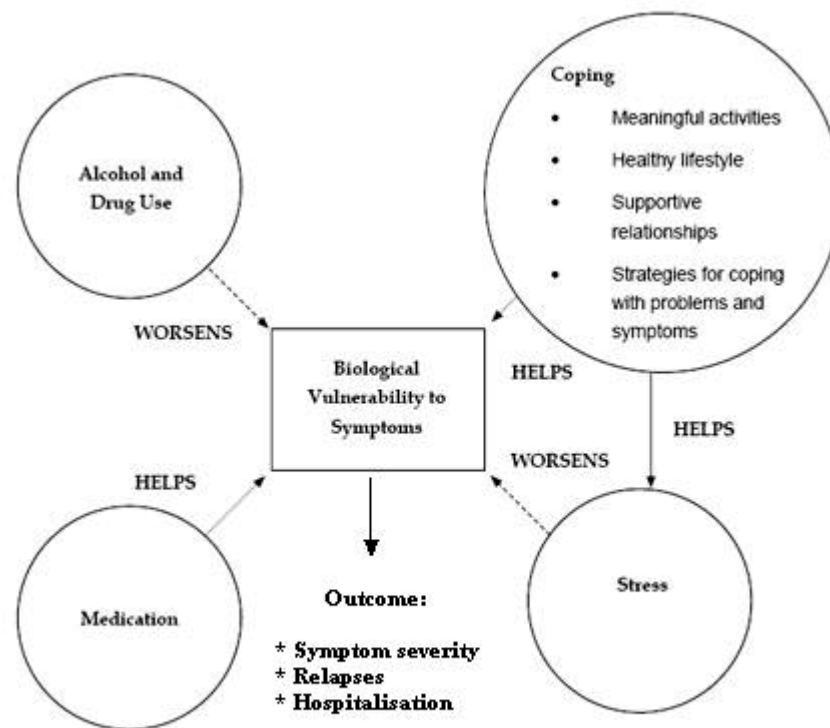 Coping
• Meaningful activities
• Healthy lifestyle
• Supportive
relationships
• Strategies for coping
with problems and
symptoms
Alcohol and
Drug Use
WORSENS
HELPS
Biological
Vulnerability to
Symptoms
HELPS
WORSENS
HELPS
Medication
Stress
Outcome:
* Symptom severity
* Relapses
* Hospitalisation